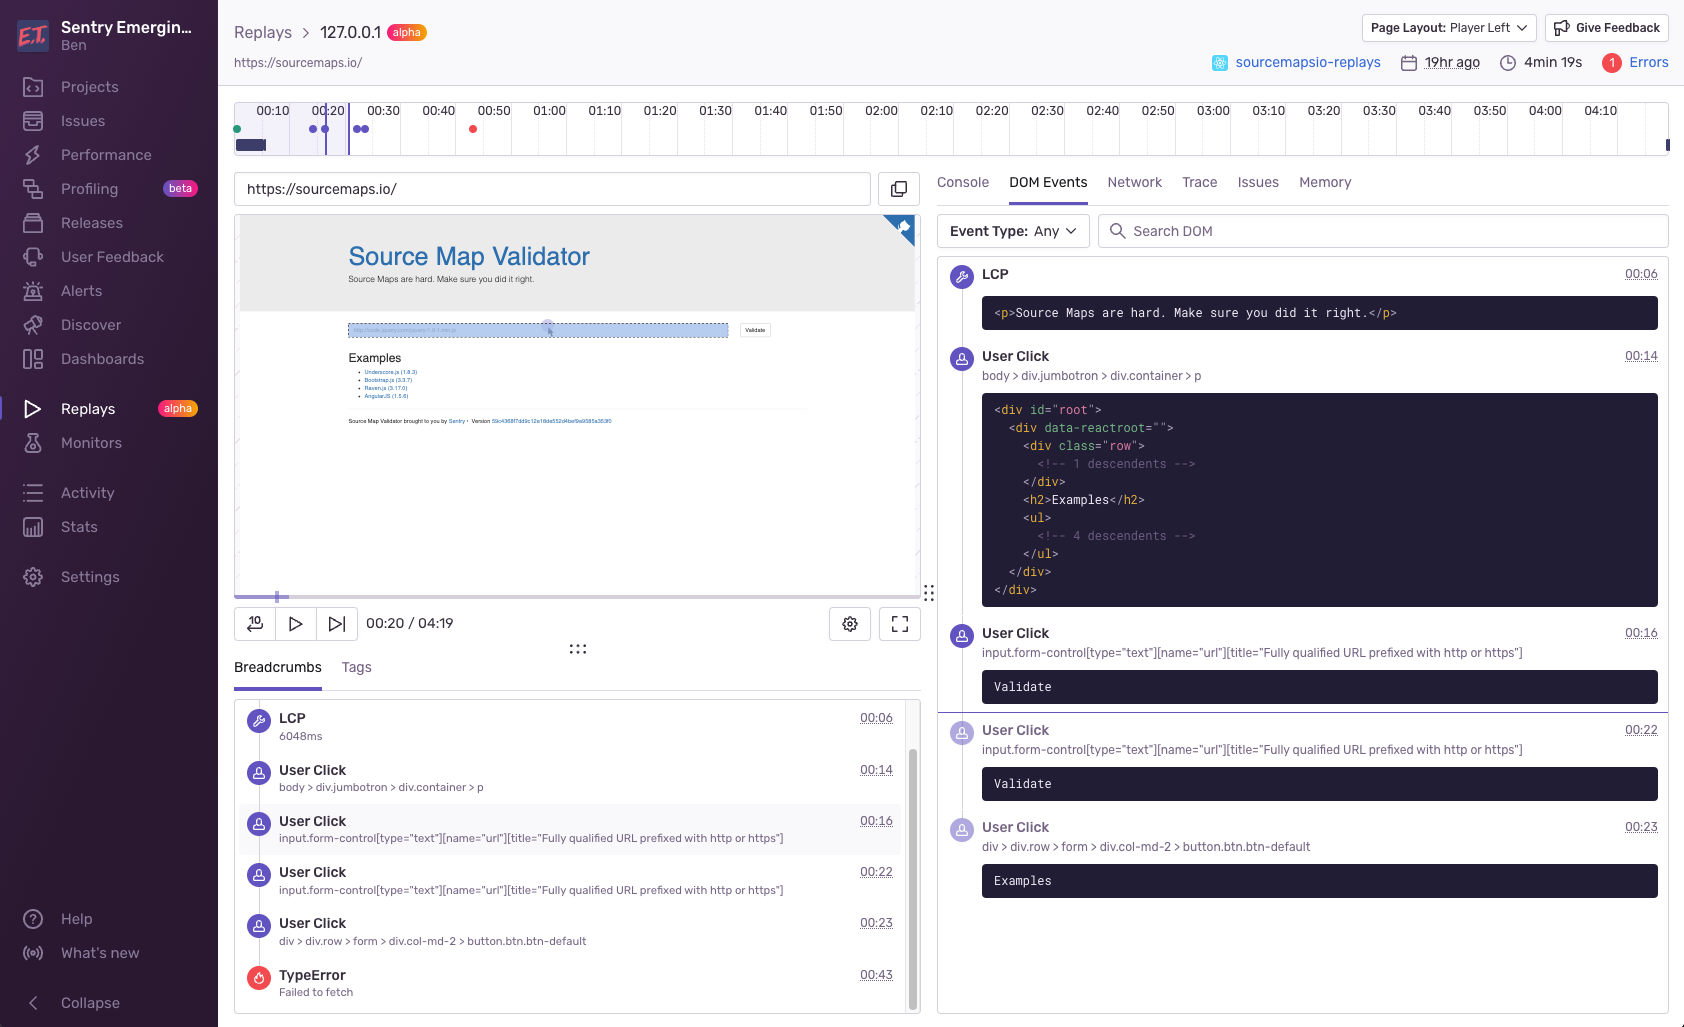 E.T.
Sentry Emergin...
Ben
Projects
Issues
Performance
Profiling beta
Releases
User Feedback
Alerts
Discover
Dashboards
Replays alpha
Monitors
Activity
Stats
Settings
Help
What's new
Collapse
Replays > 127.0.0.1 alpha
https://sourcemaps.io/
Page Layout: Player Left
Give Feedback
sourcemapsio-replays
19hr ago
4min 19s
1 Errors
00:10 00:20 00:30 00:40 00:50 01:00 01:10 01:20 01:30 01:40 01:50 02:00 02:10 02:20 02:30 02:40 02:50 03:00 03:10 03:20 03:30 03:40 03:50 04:00 04:10
https://sourcemaps.io/
Source Map Validator
Source Maps are hard. Make sure you did it right.
Validate
Examples
Underscore.js (1.8.3)
Bootstrap.js (3.3.7)
Raven.js (3.17.0)
AngularJS (1.5.6)
Source Map Validator brought to you by Sentry • Version
10
00:20 / 04:19
Breadcrumbs Tags
LCP 00:06
6048ms
User Click 00:14
body > div.jumbotron > div.container > p
User Click 00:16
input.form-control[type="text"][name="url"][title="Fully qualified URL prefixed with http or https"]
User Click 00:22
input.form-control[type="text"][name="url"][title="Fully qualified URL prefixed with http or https"]
User Click 00:23
div > div.row > form > div.col-md-2 > button.btn.btn-default
TypeError 00:43
Failed to fetch
Console DOM Events Network Trace Issues Memory
Event Type: Any
Search DOM
LCP 00:06
<p>Source Maps are hard. Make sure you did it right.</p>
User Click 00:14
body > div.jumbotron > div.container > p
<div id="root">
<div data-reactroot="">
<div class="row">
<!-- 1 descendents -->
</div>
<h2>Examples</h2>
<ul>
<!-- 4 descendents -->
</ul>
</div>
</div>
User Click 00:16
input.form-control[type="text"][name="url"][title="Fully qualified URL prefixed with http or https"]
Validate
User Click 00:22
input.form-control[type="text"][name="url"][title="Fully qualified URL prefixed with http or https"]
Validate
User Click 00:23
div > div.row > form > div.col-md-2 > button.btn.btn-default
Examples